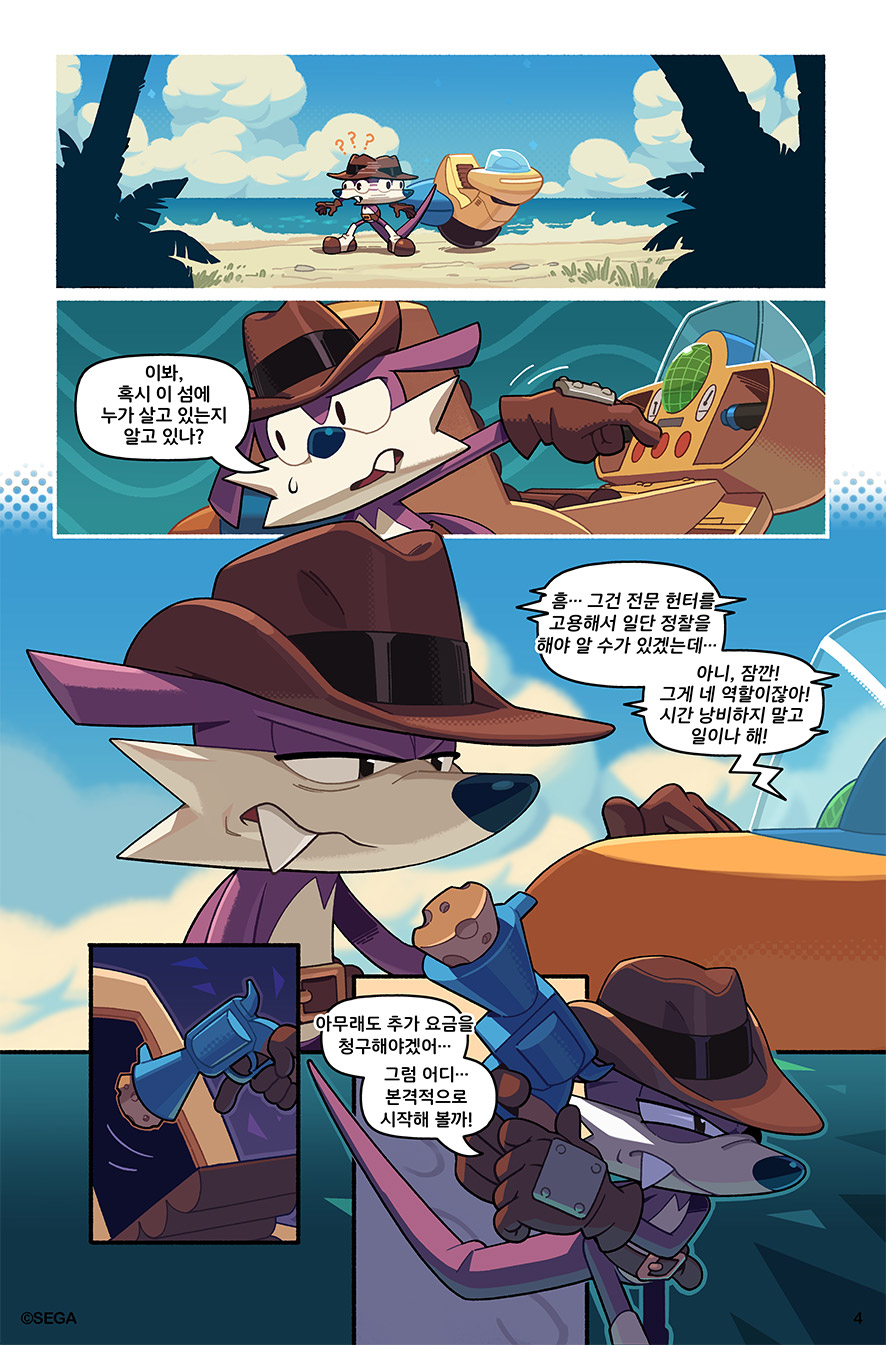 ???
이봐,
혹시 이 섬에
누가 살고 있는지
알고 있나?
흠… 그건 전문 헌터를
고용해서 일단 정찰을
해야 알 수가 있겠는데…
아니, 잠깐!
그게 네 역할이잖아!
시간 낭비하지 말고
일이나 해!
아무래도 추가 요금을
청구해야겠어…
그럼 어디…
본격적으로
시작해 볼까!
©SEGA
4